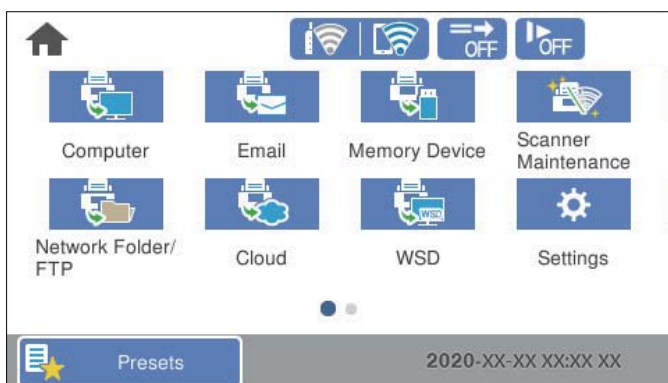 OFF
OFF
Computer
Email
Memory Device
Scanner
Maintenance
WSD
Network Folder/
FTP
Cloud
WSD
Settings
Presets
2020-XX-XX XX:XX XX